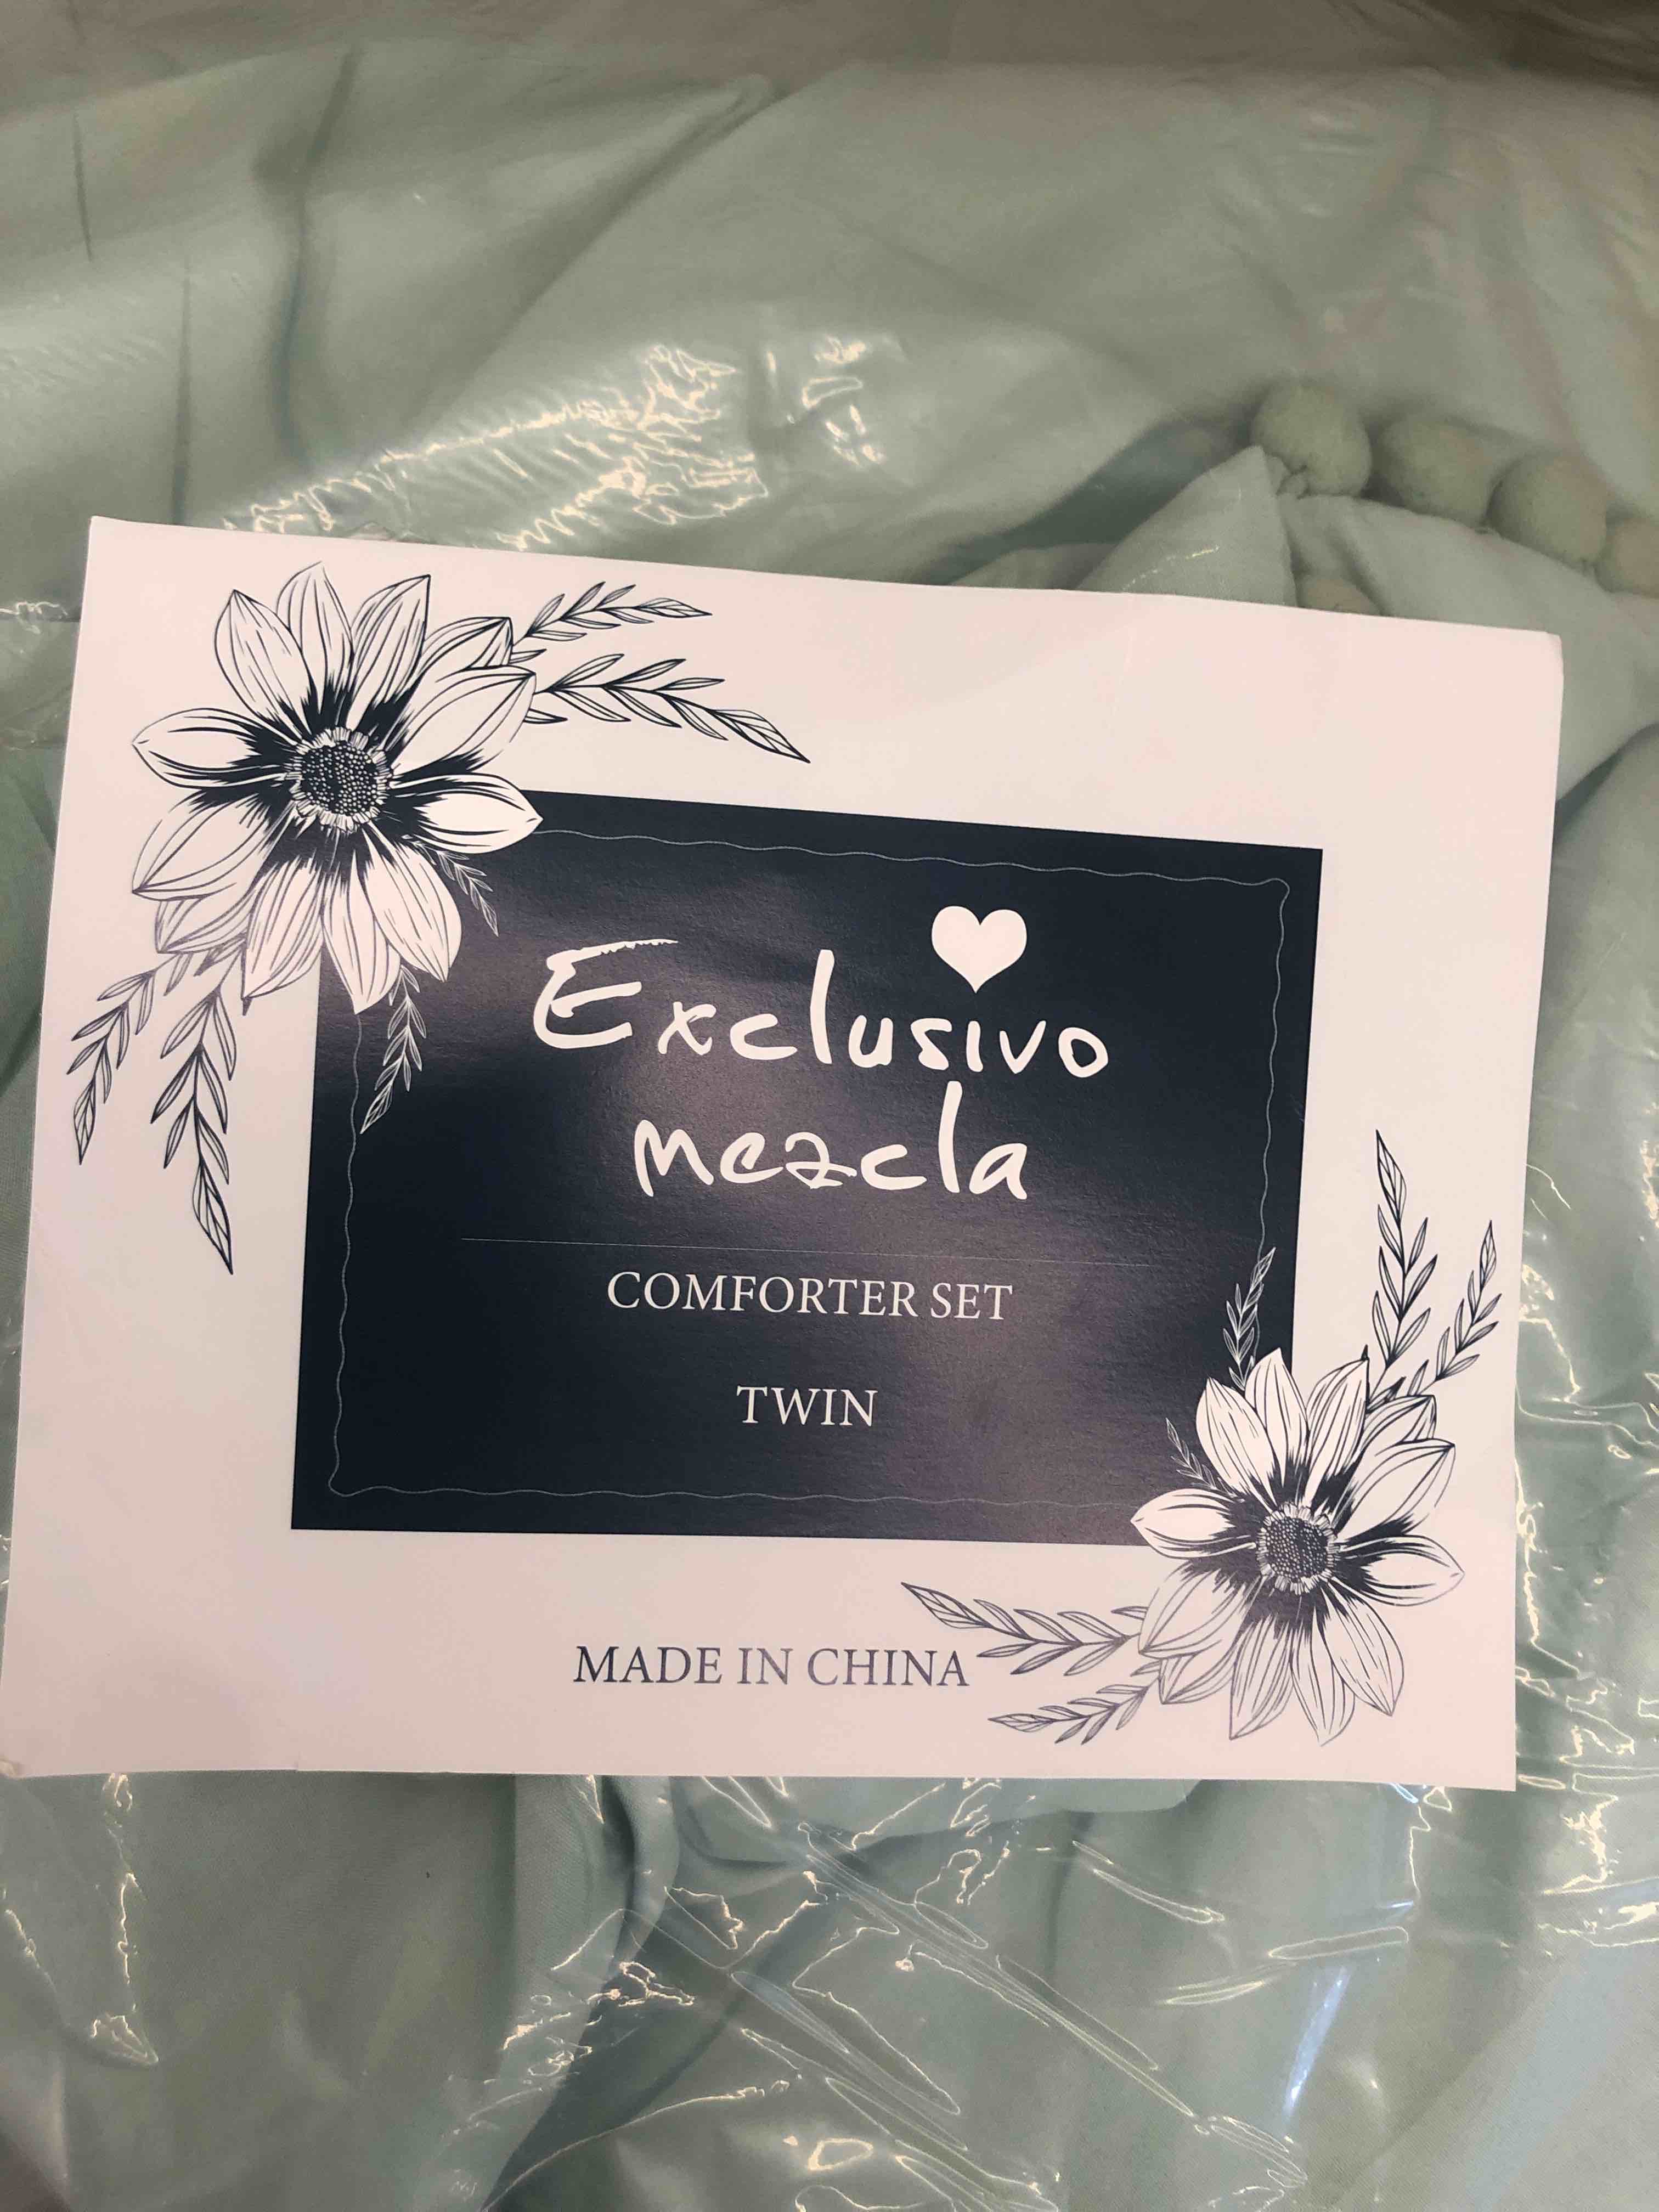 Exclusivo
mezcla
COMFORTER SET
TWIN
MADE IN CHINA